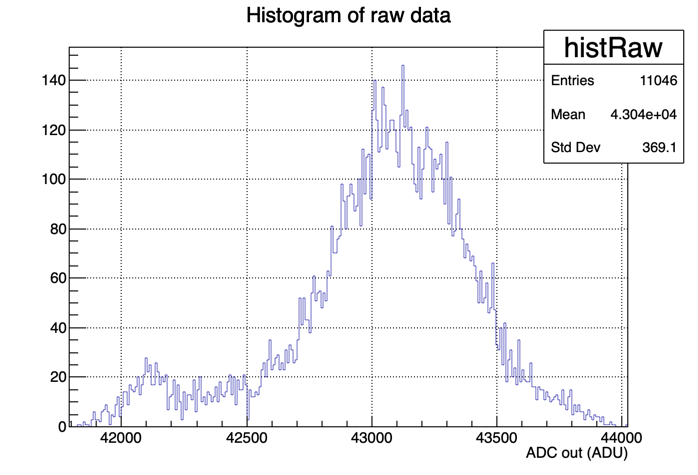 Histogram of raw data
histRaw
Entries 11046
Mean 4.304e+04
Std Dev 369.1
140
120
100
80
60
40
20
0
42000 42500 43000 43500 44000
ADC out (ADU)